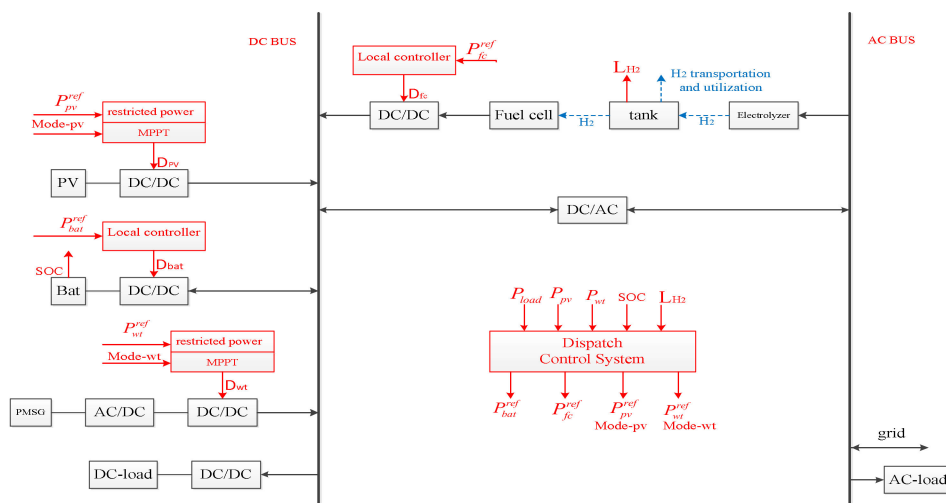 DC BUS
AC BUS
Local controller
P_fc^ref
D_fc
DC/DC
Fuel cell
H2
tank
L_H2
H2 transportation
and utilization
H2
Electrolyzer
P_pv^ref
Mode-pv
restricted power
MPPT
D_PV
PV
DC/DC
DC/AC
P_bat^ref
Local controller
SOC
D_bat
Bat
DC/DC
P_load
P_pv
P_wt
SOC
L_H2
Dispatch
Control System
P_bat^ref
P_fc^ref
P_pv^ref
Mode-pv
P_wt^ref
Mode-wt
P_wt^ref
Mode-wt
restricted power
MPPT
D_wt
PMSG
AC/DC
DC/DC
DC-load
DC/DC
grid
AC-load